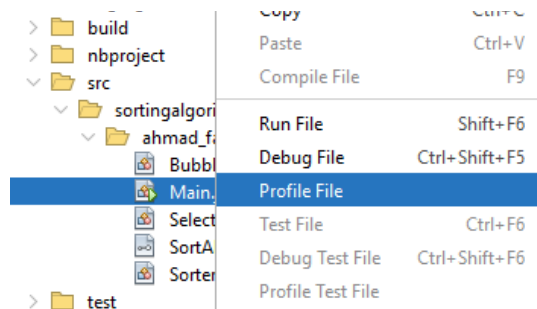 Copy Ctrl+C
build
nbproject
Paste Ctrl+V
src
Compile File F9
sortingalgori
Run File Shift+F6
ahmad_fa
Debug File Ctrl+Shift+F5
Bubbl
Main.
Profile File
Select
Test File Ctrl+F6
SortA
Debug Test File Ctrl+Shift+F6
Sorter
Profile Test File
test